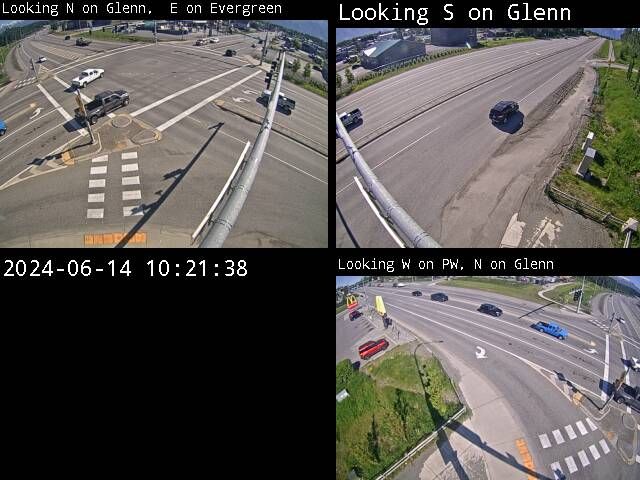 Looking N on Glenn, E on Evergreen
Looking S on Glenn
2024-06-14 10:21:38
Looking W on PW, N on Glenn